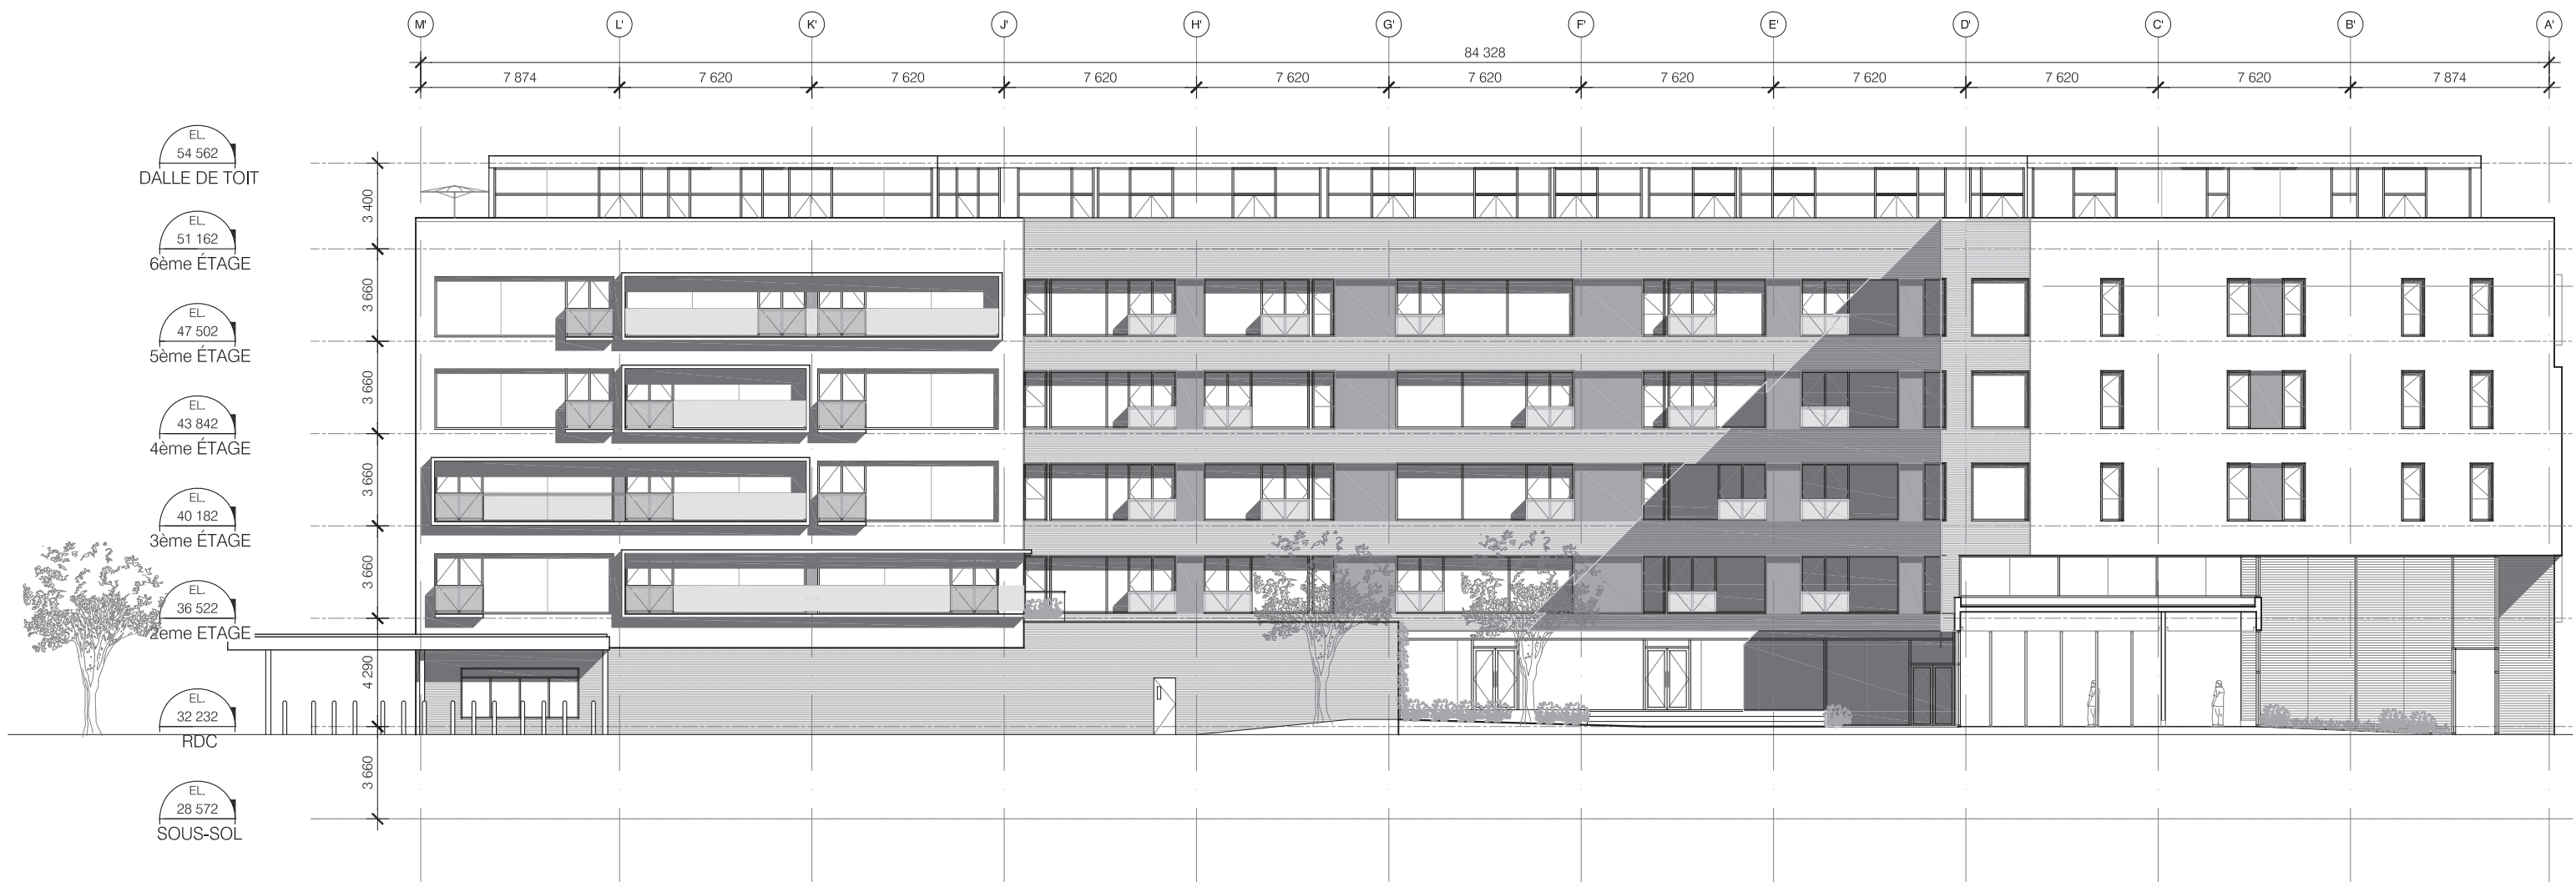 M' L' K' J' H' G' F' E' D' C' B' A'
84 328
7 874 7 620 7 620 7 620 7 620 7 620 7 620 7 620 7 620 7 620 7 874
EL.
54 562
DALLE DE TOIT
3 400
EL.
51 162
6ème ÉTAGE
3 660
EL.
47 502
5ème ÉTAGE
3 660
EL.
43 842
4ème ÉTAGE
3 660
EL.
40 182
3ème ÉTAGE
3 660
EL.
36 522
2eme ETAGE
4 290
EL.
32 232
RDC
3 660
EL.
28 572
SOUS-SOL